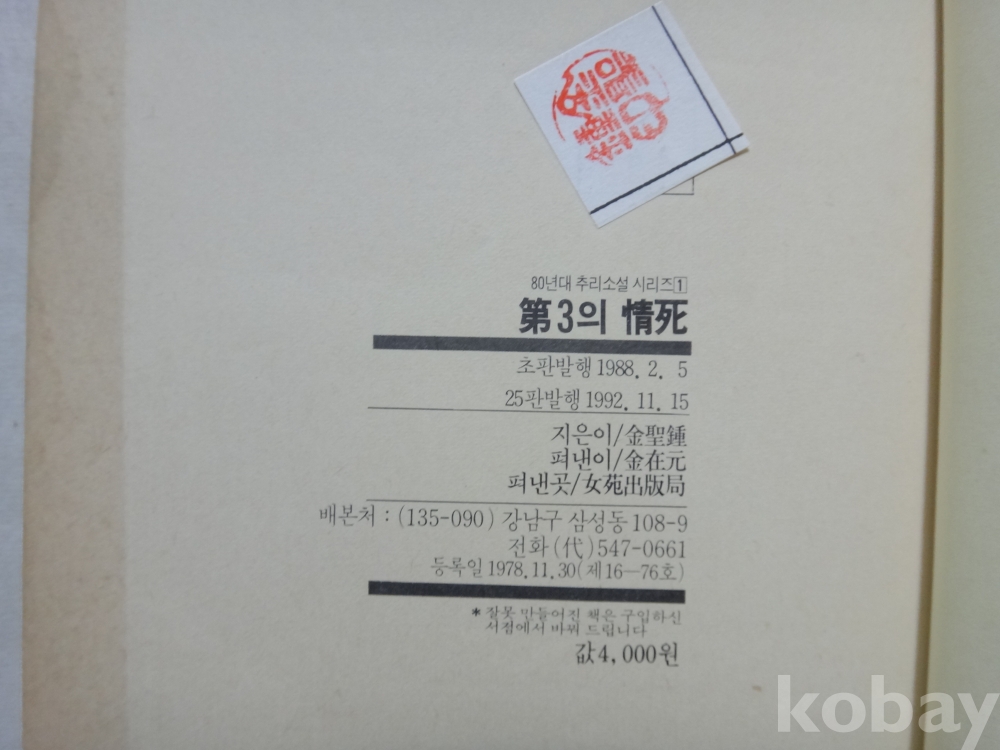 80년대 추리소설 시리즈1
第3의 情死
초판발행 1988. 2. 5
25판발행 1992. 11. 15
지은이/金聖鍾
펴낸이/金在元
펴낸곳/女苑出版局
배본처 : (135-090) 강남구 삼성동 108-9
전화(代) 547-0661
등록일 1978.11.30(제16—76호)
* 잘못 만들어진 책은 구입하신
서점에서 바꿔 드립니다
값4,000원
kobay